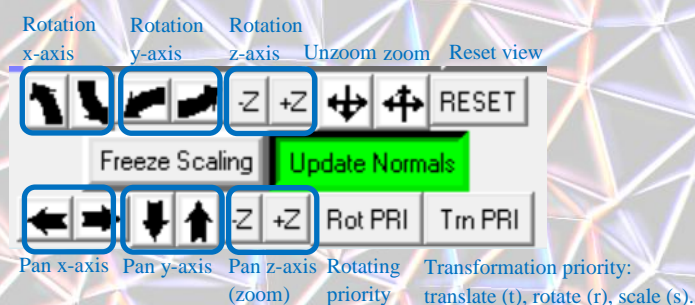 Rotation Rotation Rotation
x-axis y-axis z-axis Unzoom zoom Reset view
-Z +Z RESET
Freeze Scaling Update Normals
-Z +Z Rot PRI Trn PRI
Pan x-axis Pan y-axis Pan z-axis Rotating Transformation priority:
(zoom) priority translate (t), rotate (r), scale (s).